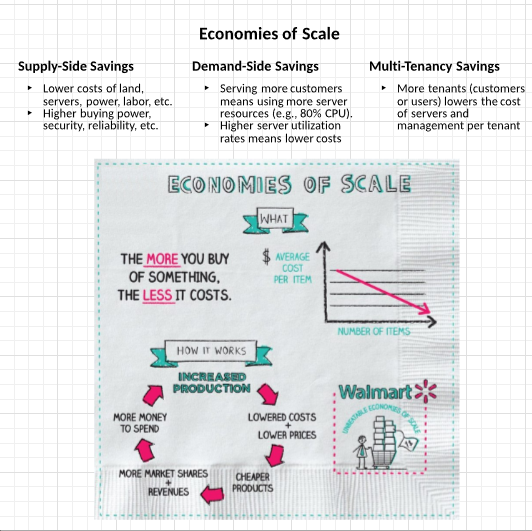 Economies of Scale
Supply-Side Savings
Lower costs of land,
servers, power, labor, etc.
Higher buying power,
security, reliability, etc.
Demand-Side Savings
Serving more customers
means using more server
resources (e.g., 80% CPU).
Higher server utilization
rates means lower costs
Multi-Tenancy Savings
More tenants (customers
or users) lowers the cost
of servers and
management per tenant
ECONOMIES OF SCALE
WHAT
THE MORE YOU BUY
OF SOMETHING,
THE LESS IT COSTS.
$ AVERAGE
COST
PER ITEM
NUMBER OF ITEMS
HOW IT WORKS
INCREASED
PRODUCTION
LOWERED COSTS
+
LOWER PRICES
CHEAPER
PRODUCTS
MORE MARKET SHARES
+
REVENUES
MORE MONEY
TO SPEND
Walmart
UNBEATABLE ECONOMIES OF SCALE